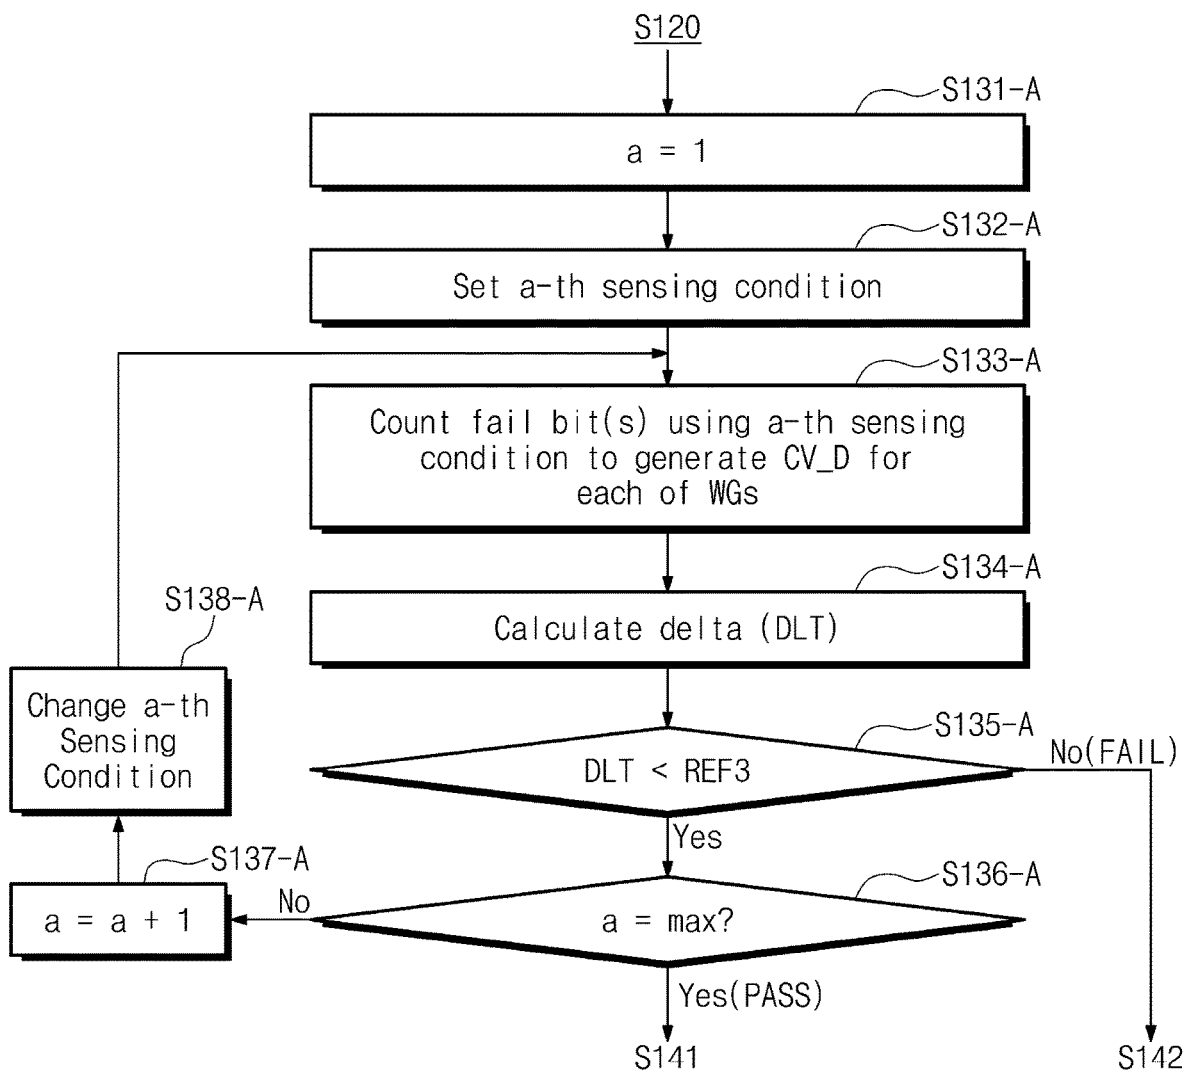 S120
S131-A
a = 1
S132-A
Set a-th sensing condition
S133-A
Count fail bit(s) using a-th sensing
condition to generate CV_D for
each of WGs
S134-A
Calculate delta (DLT)
S138-A
Change a-th
Sensing
Condition
S135-A
DLT < REF3
No(FAIL)
Yes
S137-A
a = a + 1
No
S136-A
a = max?
Yes(PASS)
S141
S142